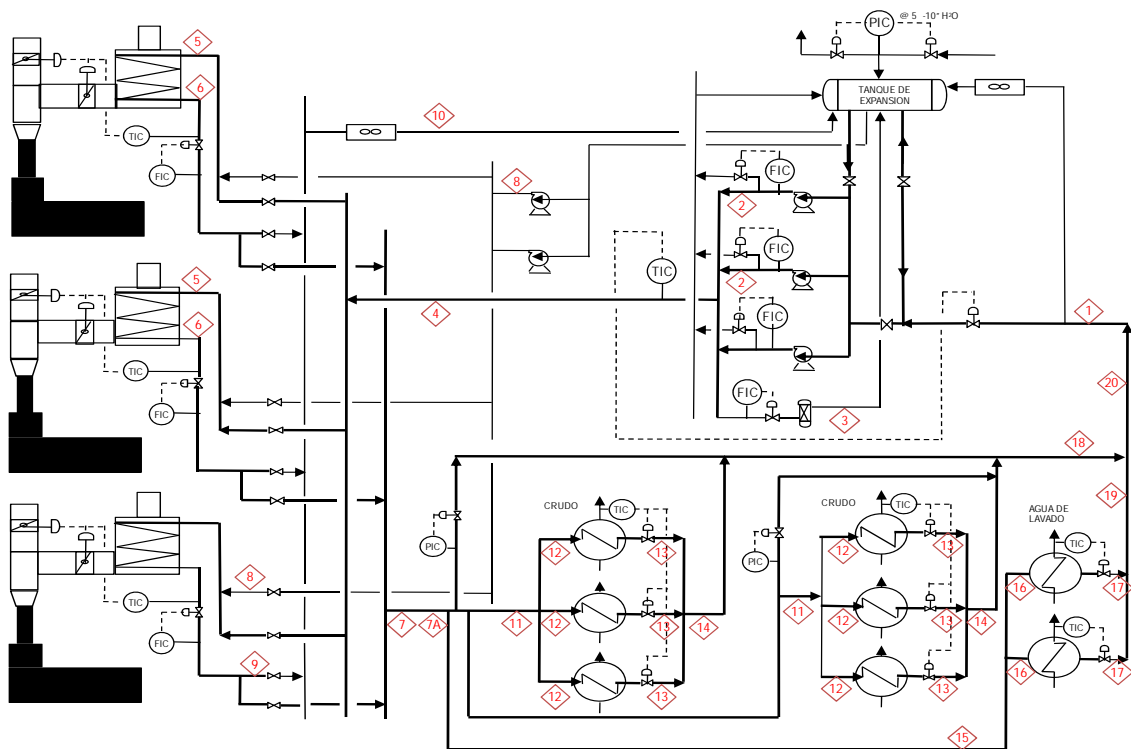 @ 5 -10" H²O
PIC
5
TANQUE DE
EXPANSION
6
10
TIC
FIC
FIC
8
2
FIC
5
TIC
2
4
1
6
FIC
TIC
20
FIC
FIC
3
18
CRUDO
CRUDO
TIC
TIC
19
AGUA DE
LAVADO
PIC
12
13
PIC
12
13
TIC
8
16
17
TIC
11
14
FIC
7
7A
11
12
13
14
12
13
TIC
16
17
9
12
13
12
13
15